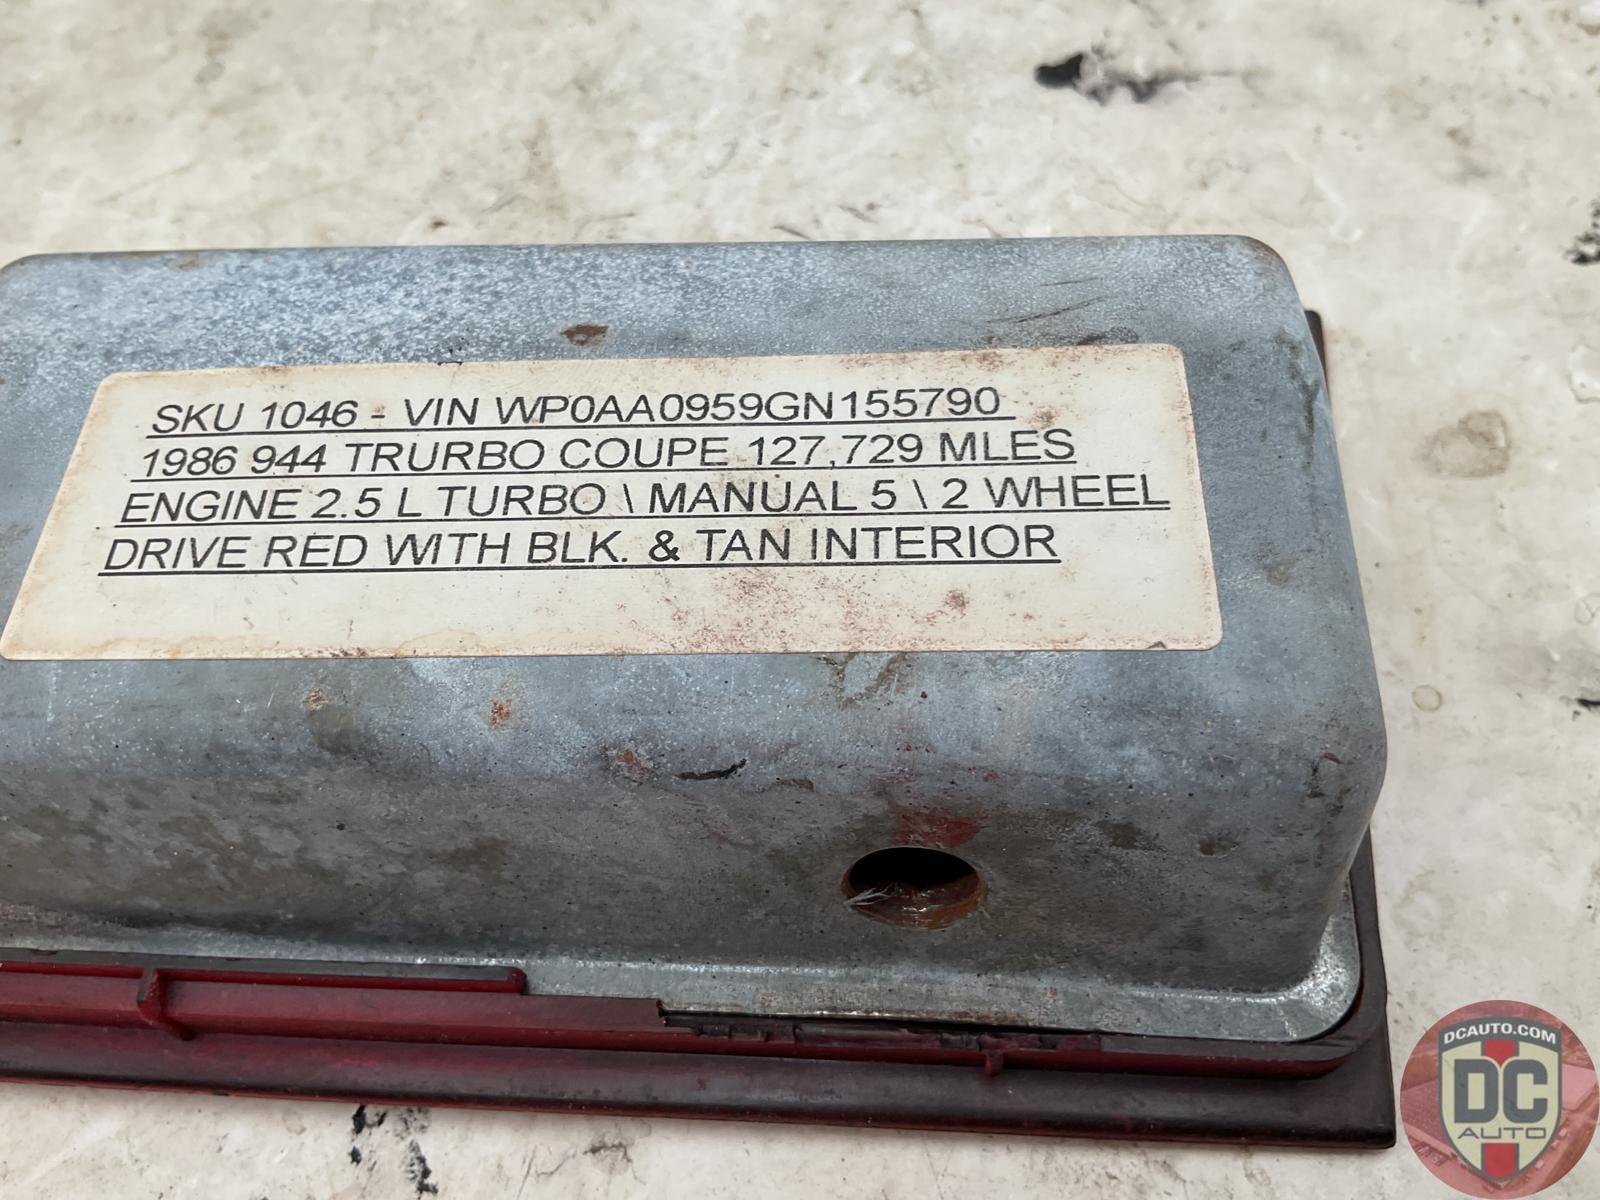 SKU 1046 - VIN WP0AA0959GN155790
1986 944 TRURBO COUPE 127,729 MLES
ENGINE 2.5 L TURBO \ MANUAL 5 \ 2 WHEEL
DRIVE RED WITH BLK. & TAN INTERIOR
DCAUTO.COM
DC
AUTO